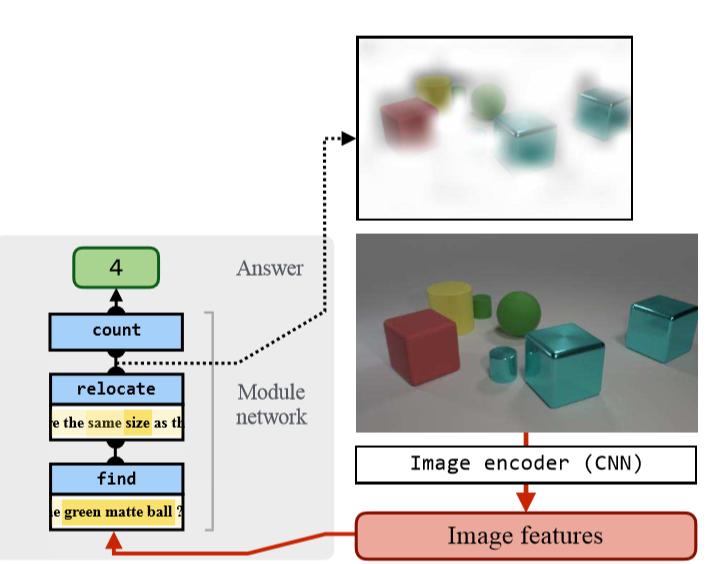 4
Answer
count
relocate
Module
network
e the same size as th
find
e green matte ball ?
Image encoder (CNN)
Image features